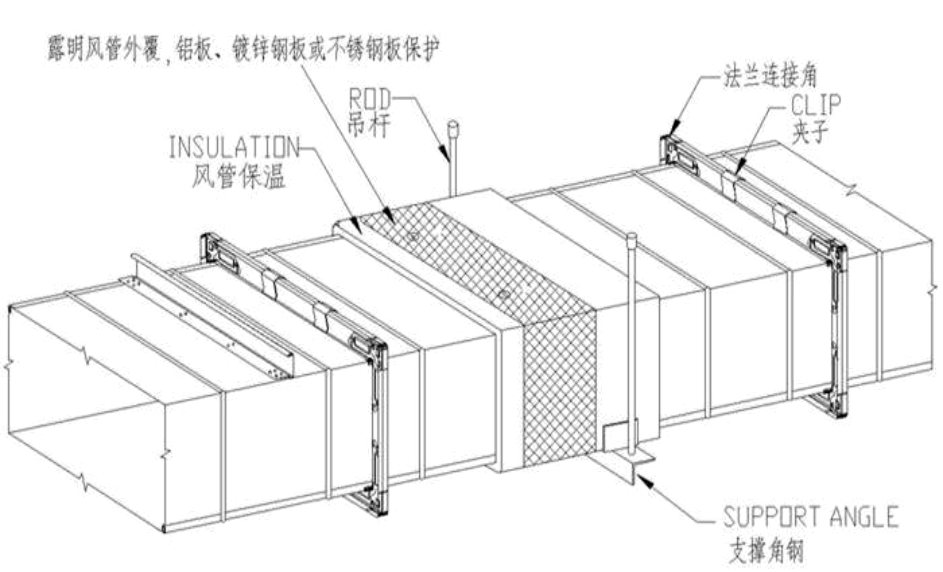 露明风管外覆,铝板、镀锌钢板或不锈钢板保护
ROD
吊杆
INSULATION
风管保温
法兰连接角
CLIP
夹子
SUPPORT ANGLE
支撑角钢